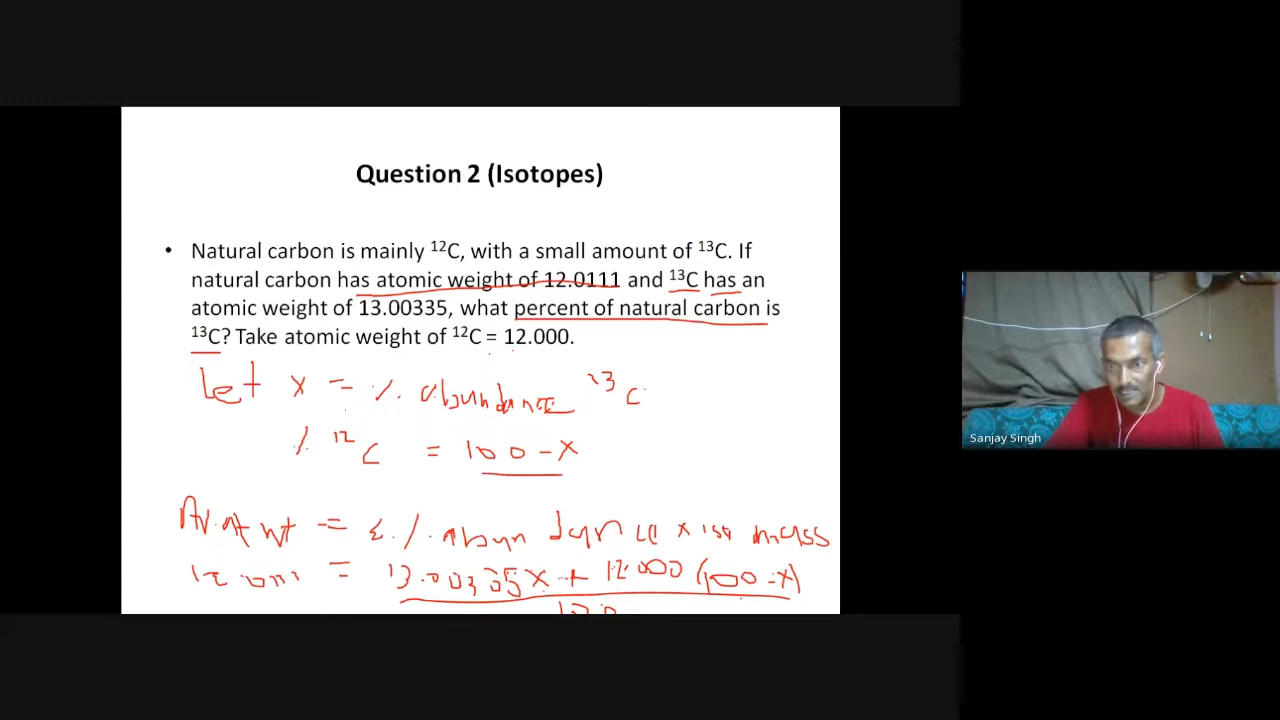 Question 2 (Isotopes)
• Natural carbon is mainly ¹²C, with a small amount of ¹³C. If
natural carbon has atomic weight of 12.0111 and ¹³C has an
atomic weight of 13.00335, what percent of natural carbon is
¹³C? Take atomic weight of ¹²C = 12.000.
Let x = % abundance ¹³C
% ¹²C = 100 - x
Av at wt = Σ % abundance x iso mass
12.0111 = 13.00335x + 12.000 (100 - x)
100
Sanjay Singh